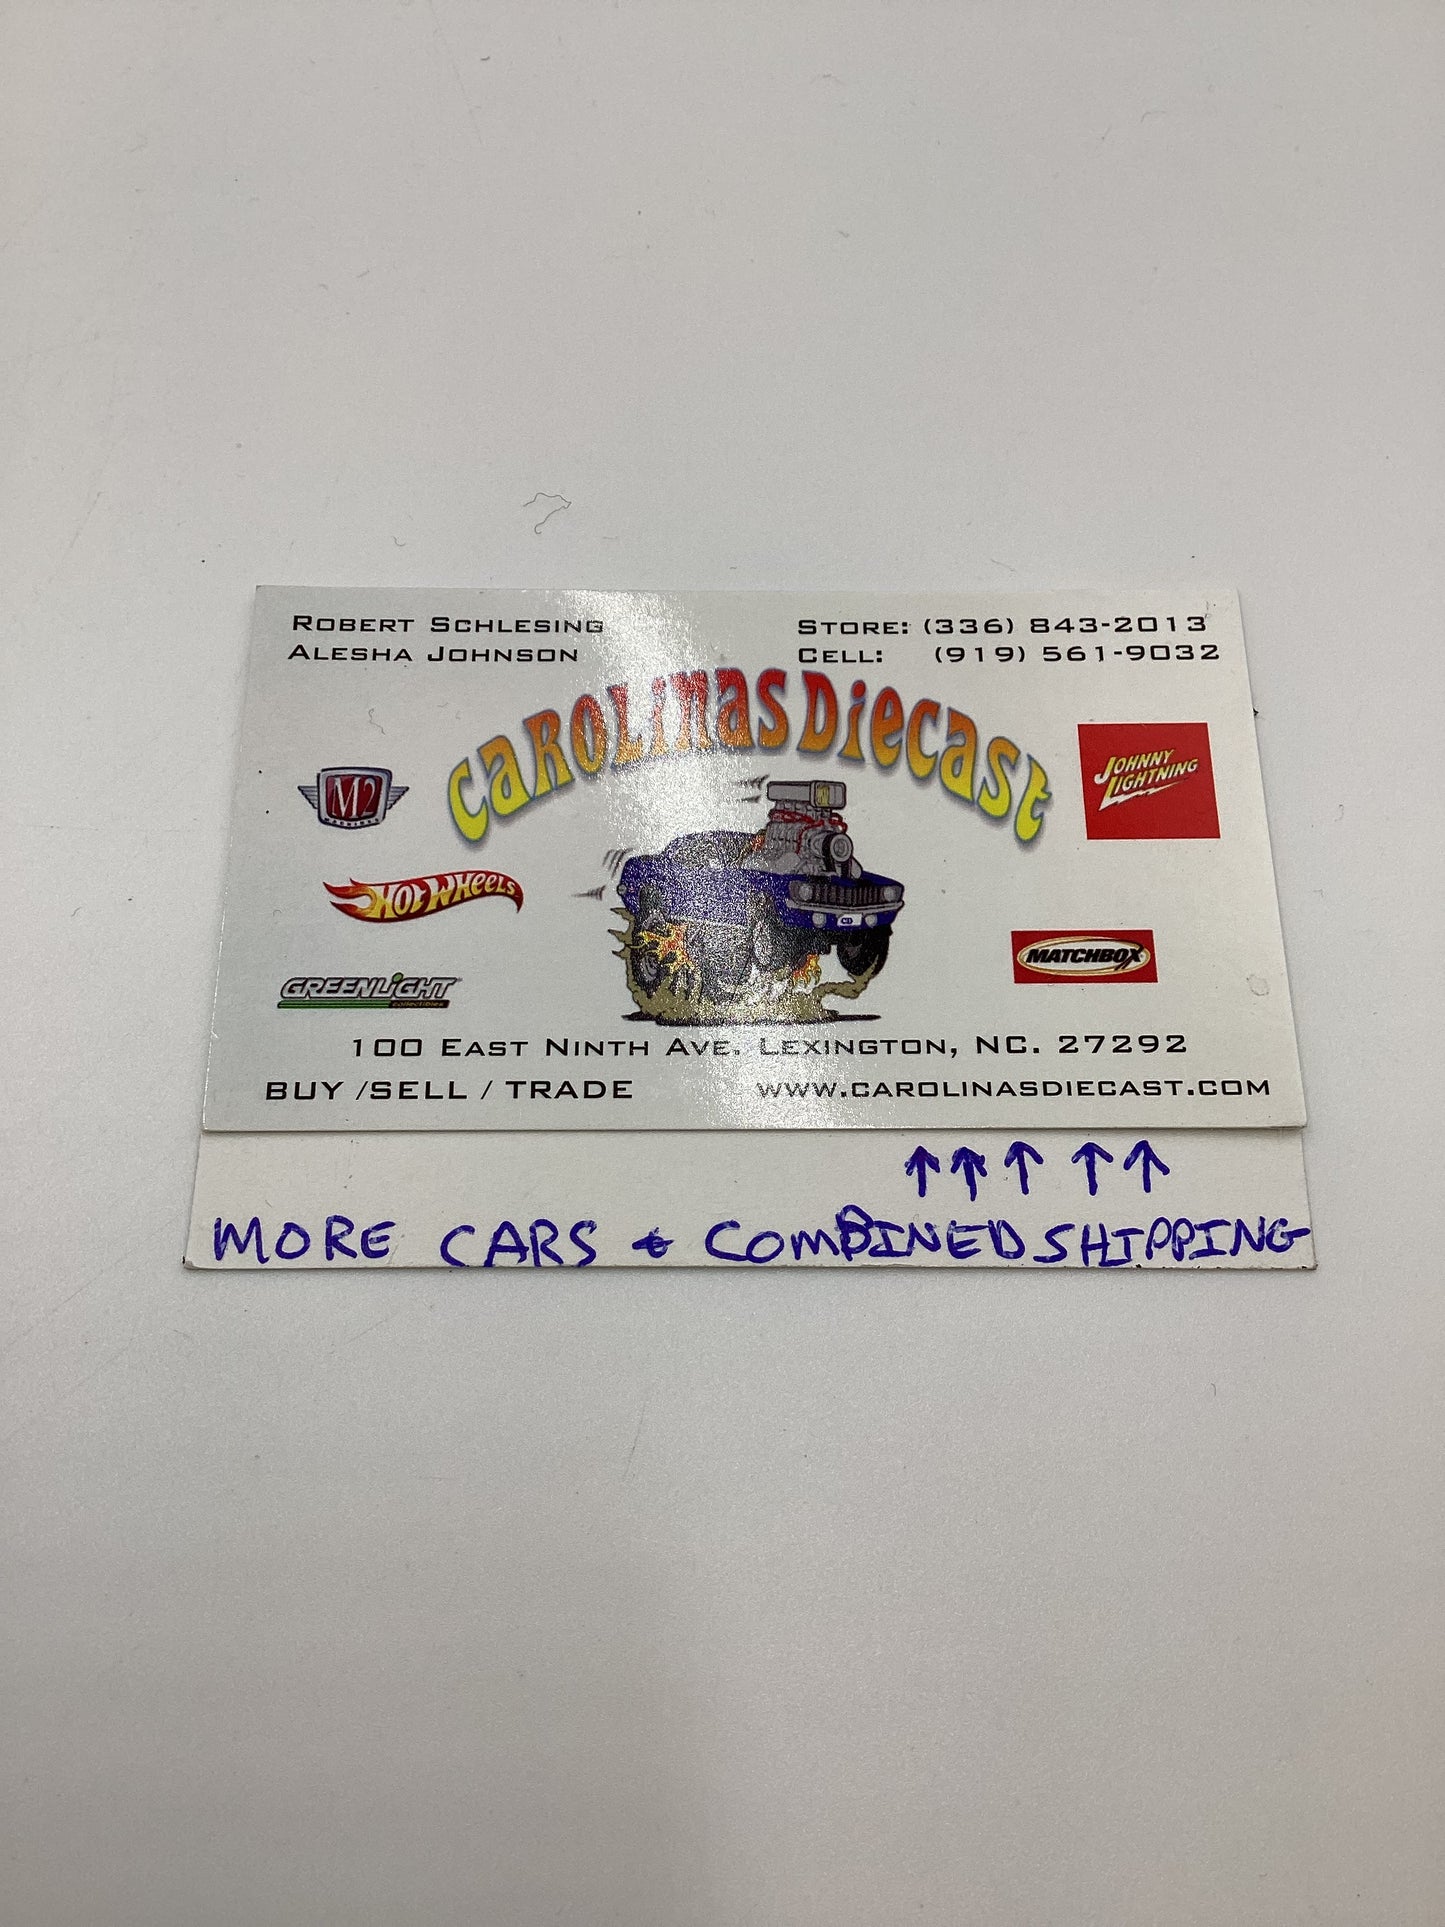 ROBERT SCHLESING
ALESHA JOHNSON
STORE: (336) 843-2013
CELL: (919) 561-9032
CAROLINAS DIECAST
M2
MACHINES
JOHNNY
LIGHTNING
HOT WHEELS
MATCHBOX
GREENLIGHT
collectibles
100 EAST NINTH AVE. LEXINGTON, NC. 27292
BUY /SELL / TRADE
WWW.CAROLINASDIECAST.COM
↑ ↑ ↑ ↑ ↑
MORE CARS & COMBINED SHIPPING